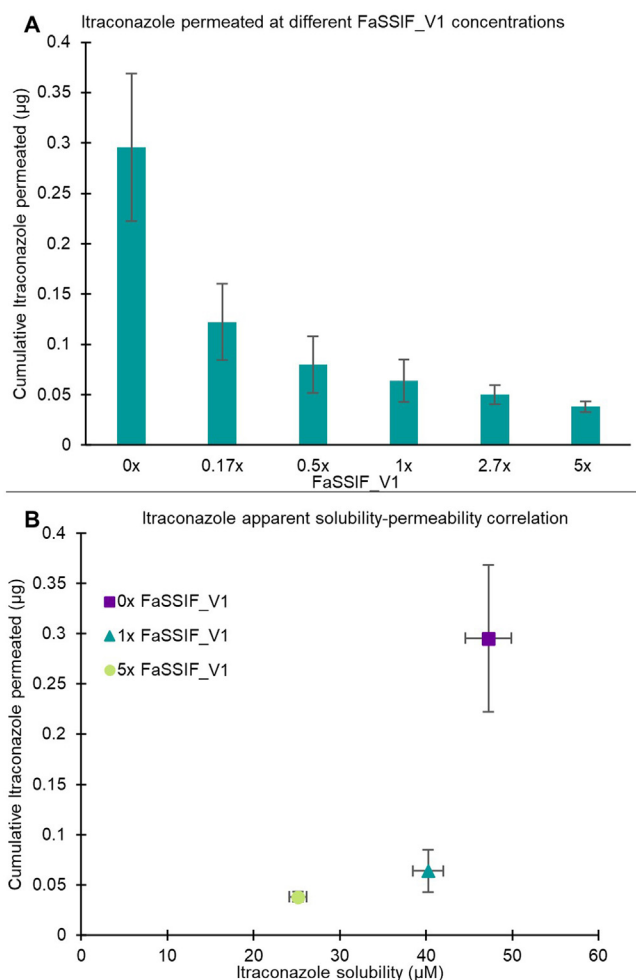 A
Itraconazole permeated at different FaSSIF_V1 concentrations
Cumulative Itraconazole permeated (µg)
0.4
0.35
0.3
0.25
0.2
0.15
0.1
0.05
0
0x 0.17x 0.5x 1x 2.7x 5x
FaSSIF_V1
B
Itraconazole apparent solubility-permeability correlation
Cumulative Itraconazole permeated (µg)
0.4
0.35
0.3
0.25
0.2
0.15
0.1
0.05
0
0x FaSSIF_V1
1x FaSSIF_V1
5x FaSSIF_V1
0 10 20 30 40 50 60
Itraconazole solubility (µM)